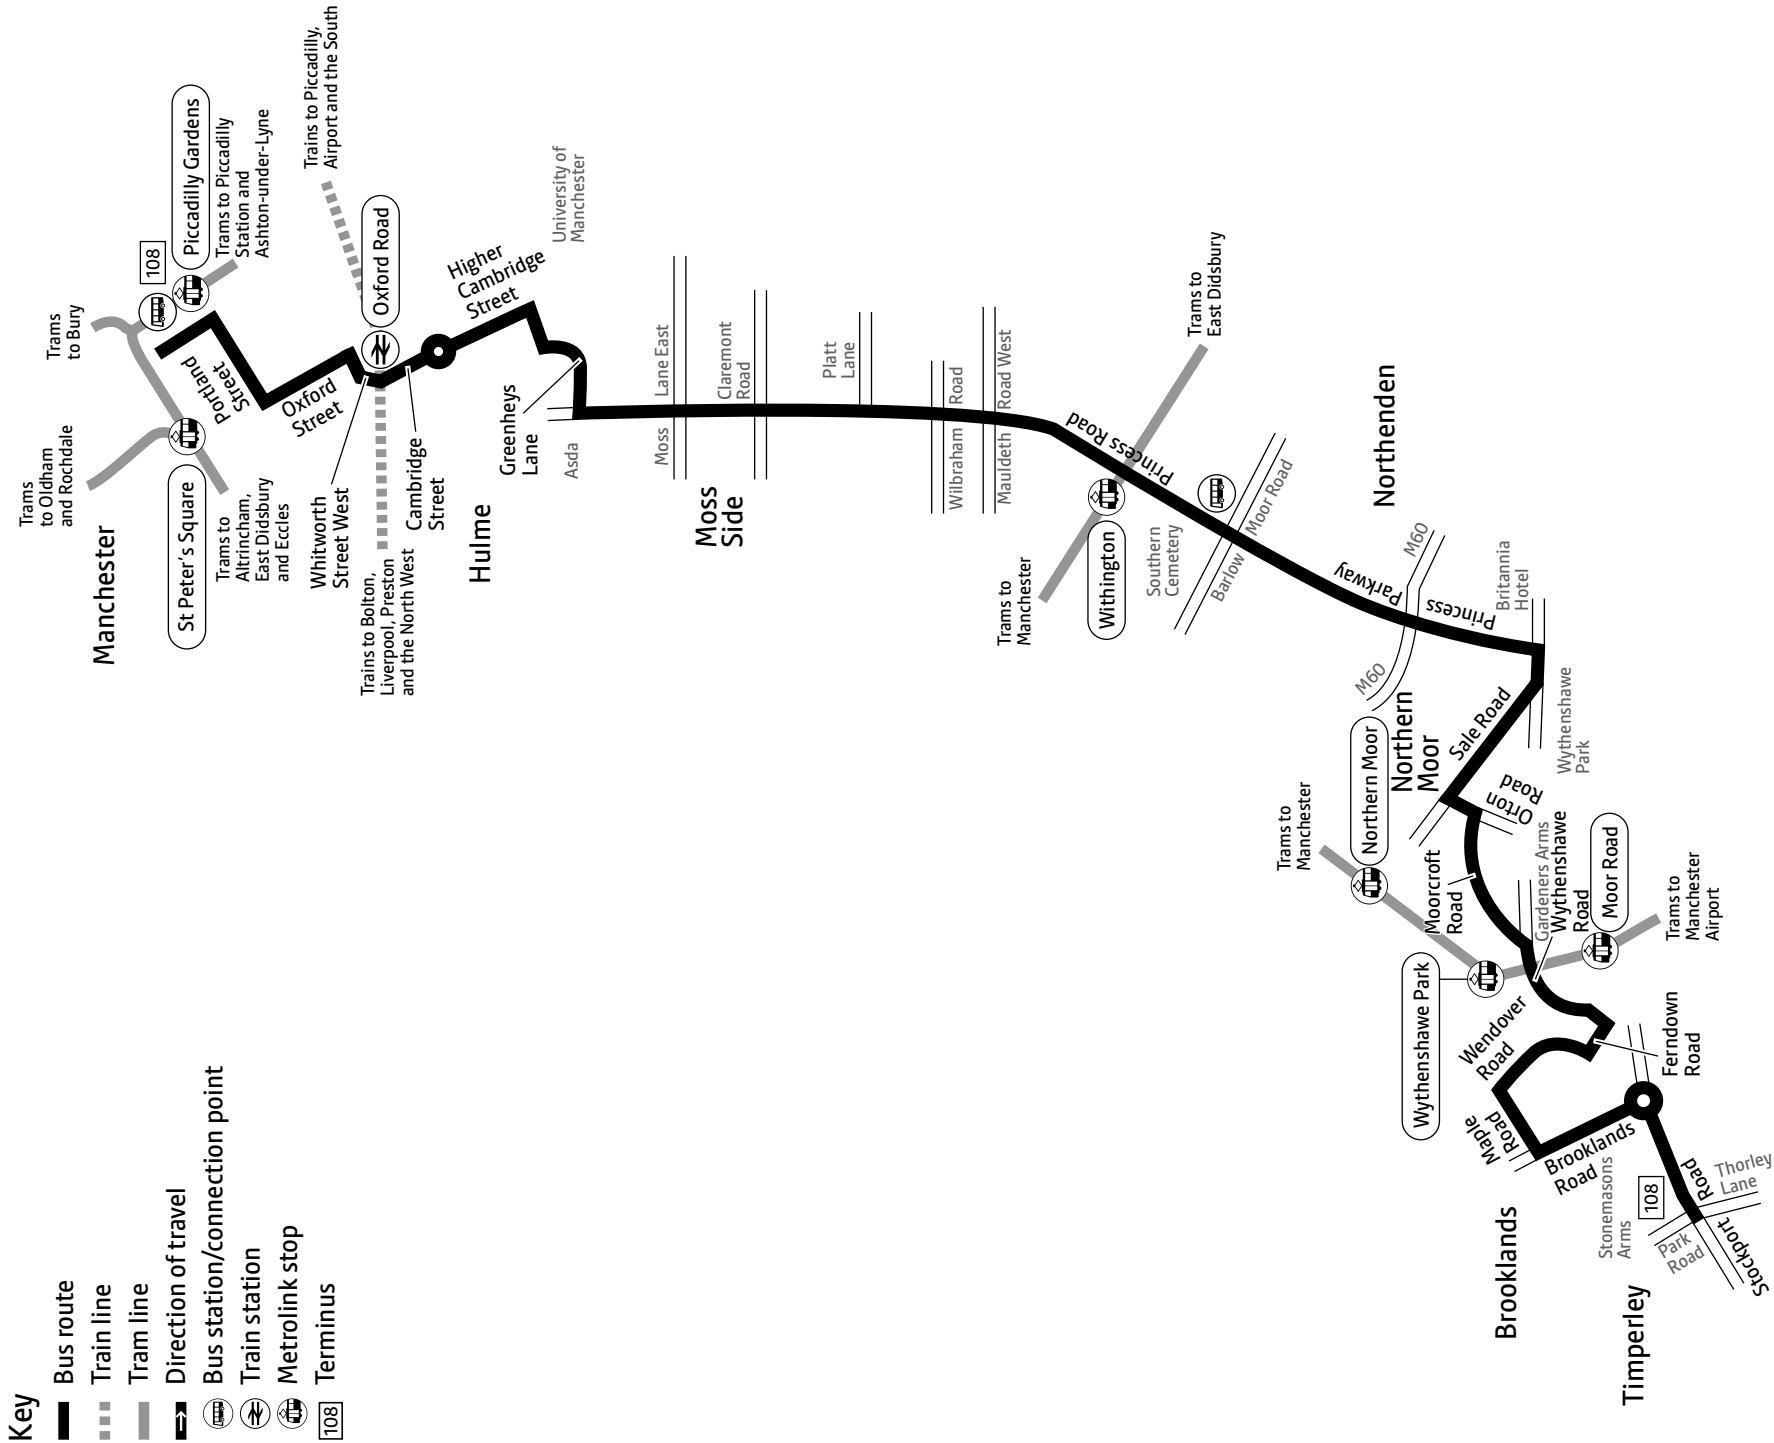 Key
Bus route
Train line
Tram line
Direction of travel
Bus station/connection point
Train station
Metrolink stop
108
Terminus
Manchester
Trams
to Oldham
and Rochdale
Trams
to Bury
108
Piccadilly Gardens
Trams to Piccadilly
Station and
Ashton-under-Lyne
St Peter's Square
Trams to
Altrincham,
East Didsbury
and Eccles
Portland
Street
Oxford
Street
Trains to Piccadilly,
Airport and the South
Oxford Road
Whitworth
Street West
Trains to Bolton,
Liverpool, Preston
and the North West
Cambridge
Street
Higher
Cambridge
Street
Hulme
University of
Manchester
Greenheys
Lane
Asda
Moss
Lane East
Moss
Side
Claremont
Road
Platt
Lane
Wilbraham
Road
Mauldeth
Road West
Princess Road
Trams to
East Didsbury
Trams to
Manchester
Withington
Southern
Cemetery
Barlow
Moor Road
Northenden
Princess
Parkway
M60
M60
Britannia
Hotel
Wythenshawe
Park
Sale Road
Northern
Moor
Northern Moor
Trams to
Manchester
Orton
Road
Moorcroft
Road
Gardeners Arms
Wythenshawe
Road
Moor Road
Trams to
Manchester
Airport
Wythenshawe Park
Wendover
Road
Ferndown
Road
Maple
Road
Brooklands
Road
Brooklands
Stonemasons
Arms
108
Timperley
Park
Road
Thorley
Lane
Stockport
Road